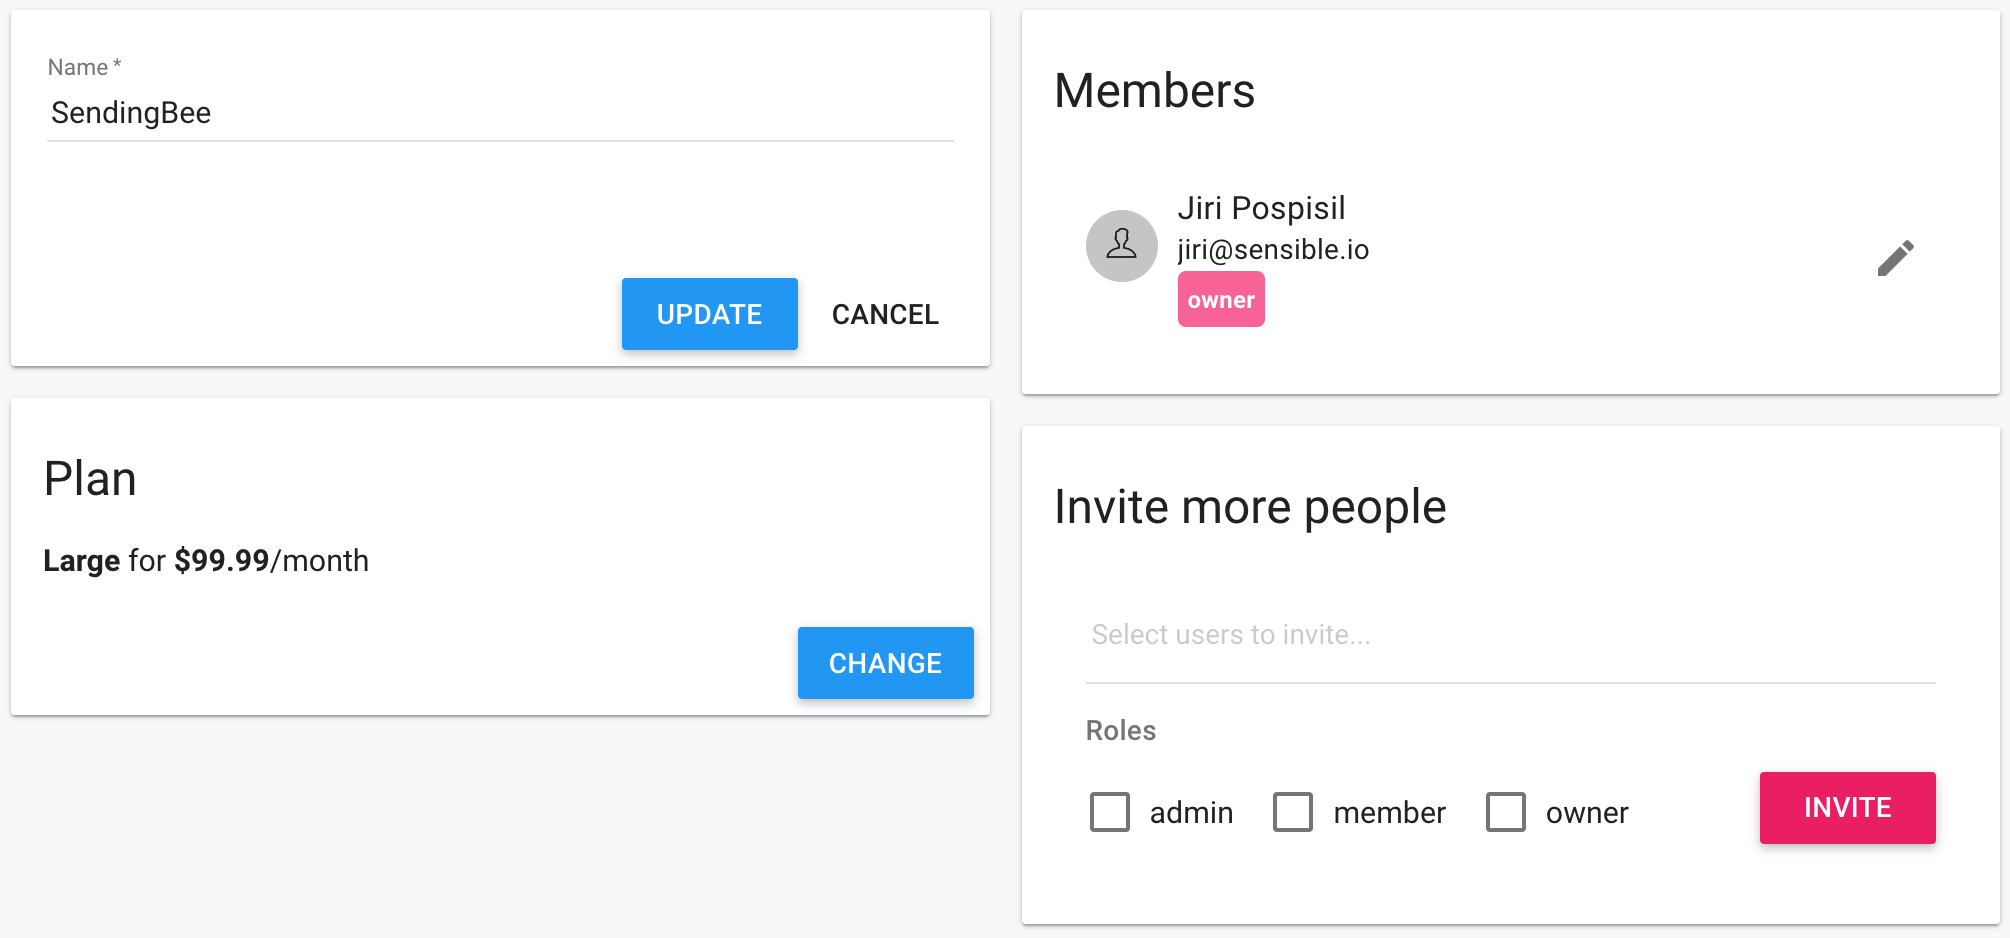 Name *
SendingBee
UPDATE CANCEL
Plan
Large for $99.99/month
CHANGE
Members
Jiri Pospisil
jiri@sensible.io
owner
Invite more people
Select users to invite...
Roles
admin member owner
INVITE